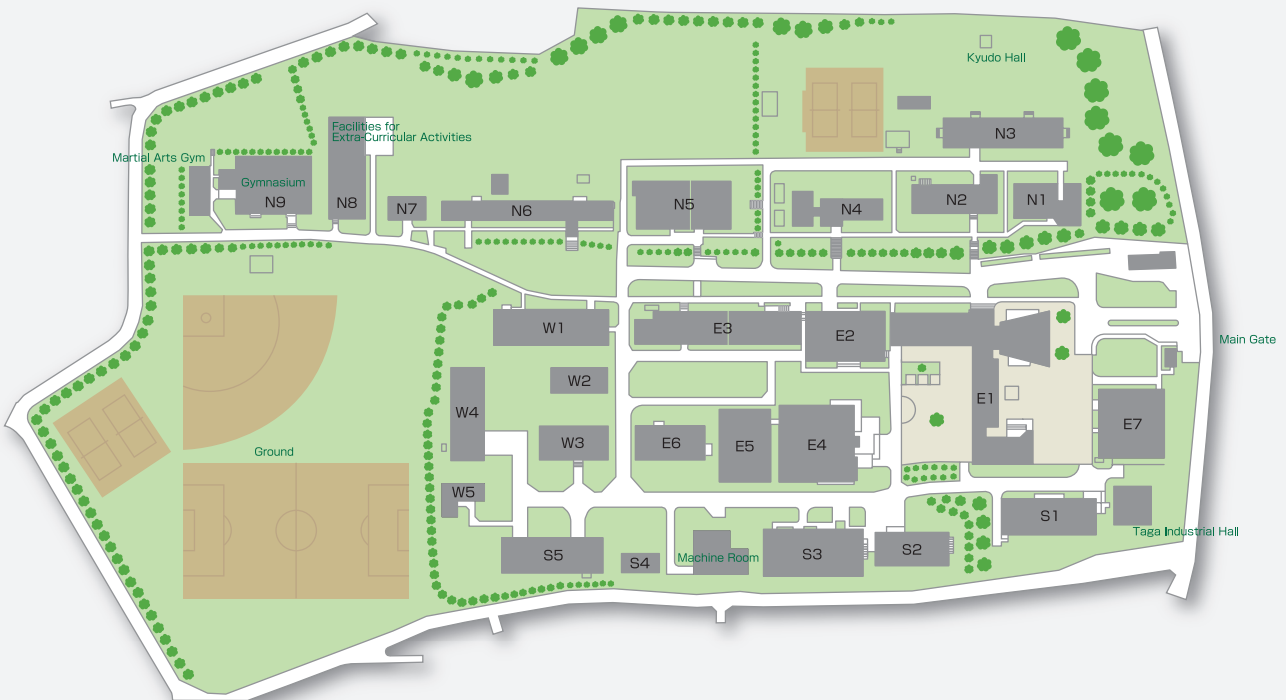 Kyudo Hall
Facilities for
Extra-Curricular Activities
N3
Martial Arts Gym
Gymnasium
N9
N8
N7
N6
N5
N4
N2
N1
W1
E3
E2
Main Gate
W2
W4
E1
W3
E6
E5
E4
E7
Ground
W5
S1
Taga Industrial Hall
S5
S4
Machine Room
S3
S2